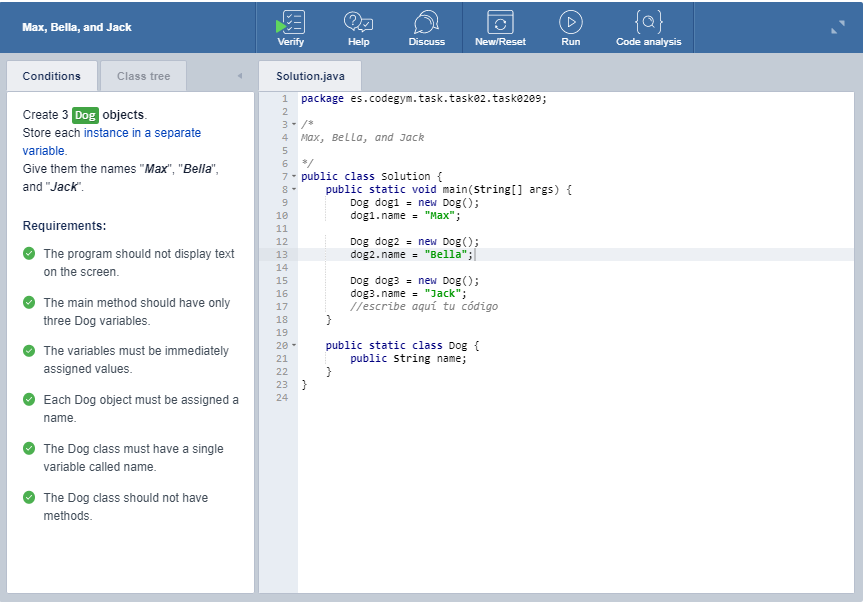 Max, Bella, and Jack
Verify
Help
Discuss
New/Reset
Run
Code analysis
Conditions
Class tree
Create 3 Dog objects.
Store each instance in a separate
variable.
Give them the names "Max", "Bella",
and "Jack".
Requirements:
The program should not display text
on the screen.
The main method should have only
three Dog variables.
The variables must be immediately
assigned values.
Each Dog object must be assigned a
name.
The Dog class must have a single
variable called name.
The Dog class should not have
methods.
Solution.java
1 package es.codegym.task.task02.task0209;
2
3 /*
4 Max, Bella, and Jack
5
6 */
7 public class Solution {
8     public static void main(String[] args) {
9         Dog dog1 = new Dog();
10         dog1.name = "Max";
11
12         Dog dog2 = new Dog();
13         dog2.name = "Bella";
14
15         Dog dog3 = new Dog();
16         dog3.name = "Jack";
17         //escribe aquí tu código
18     }
19
20     public static class Dog {
21         public String name;
22     }
23 }
24